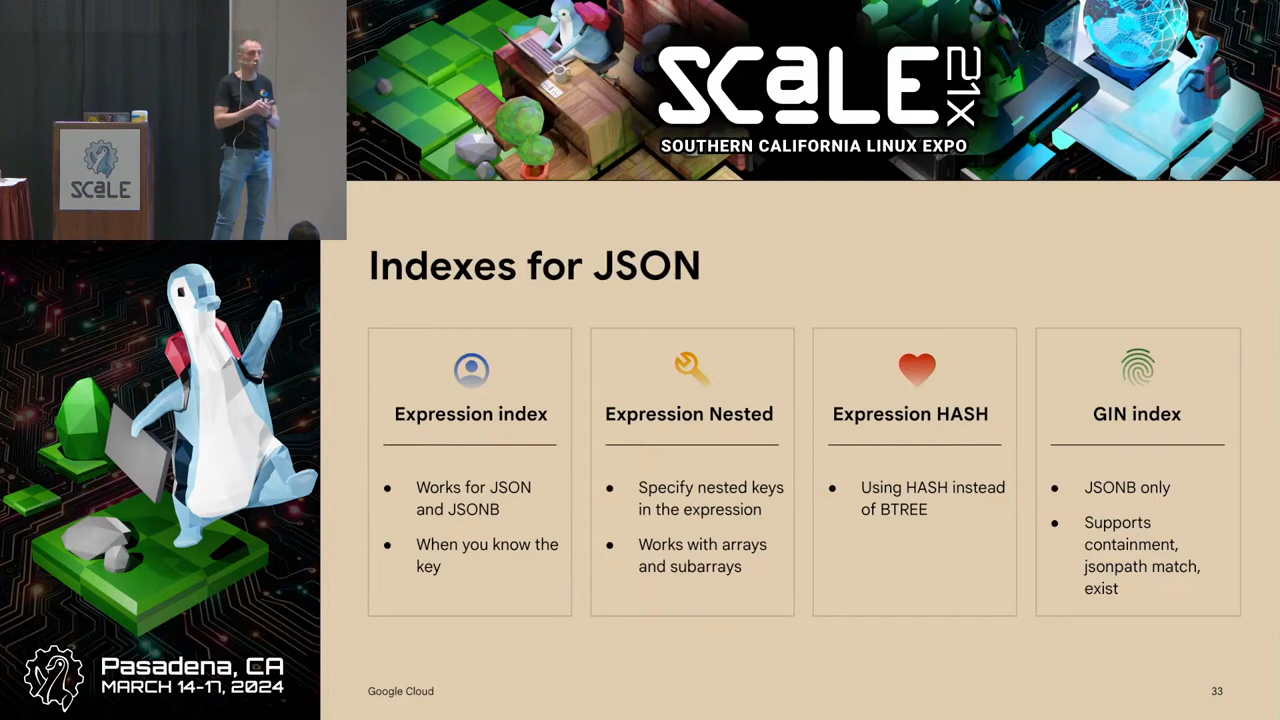 SCaLE
SCaLE 21x
SOUTHERN CALIFORNIA LINUX EXPO
Indexes for JSON
Expression index
● Works for JSON
and JSONB
● When you know the
key
Expression Nested
● Specify nested keys
in the expression
● Works with arrays
and subarrays
Expression HASH
● Using HASH instead
of BTREE
GIN index
● JSONB only
● Supports
containment,
jsonpath match,
exist
Pasadena, CA
MARCH 14-17, 2024
Google Cloud
33